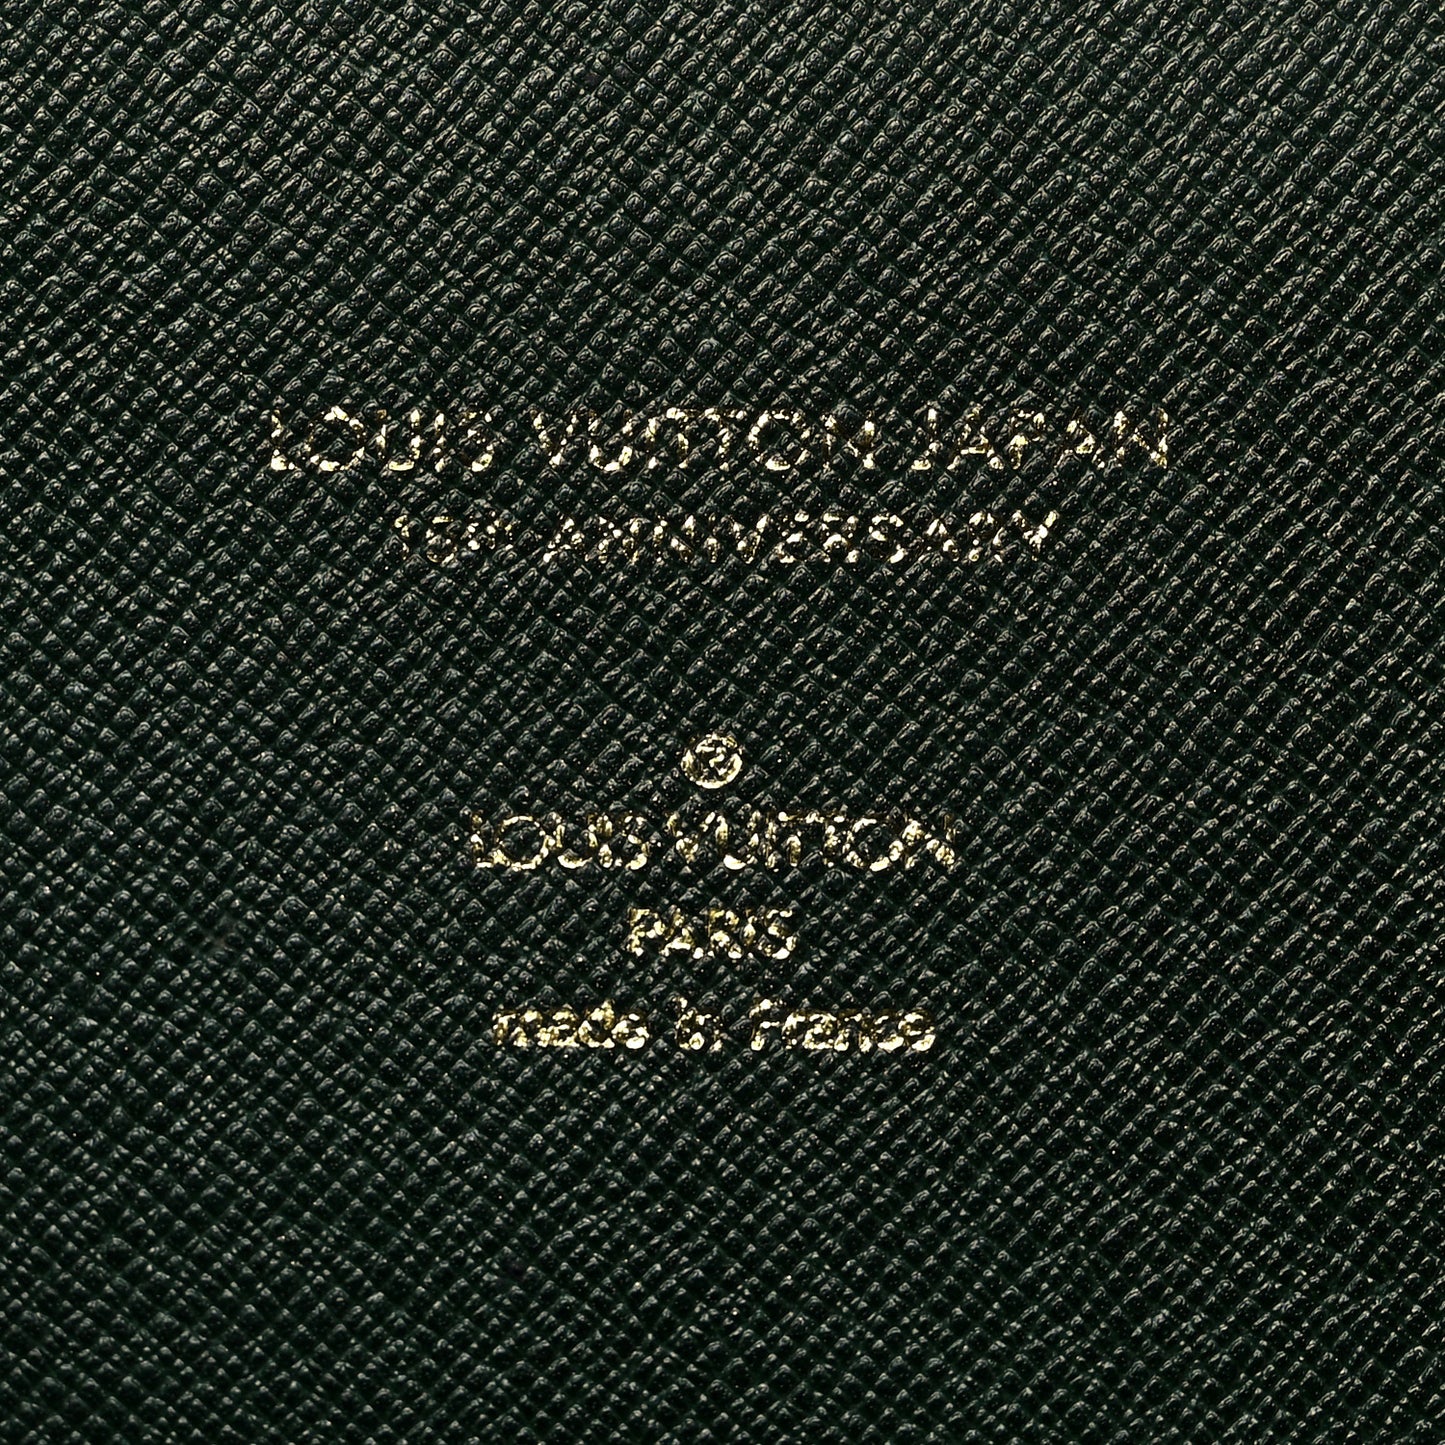 LOUIS VUITTON JAPAN
15th ANNIVERSARY
®
LOUIS VUITTON
PARIS
made in France